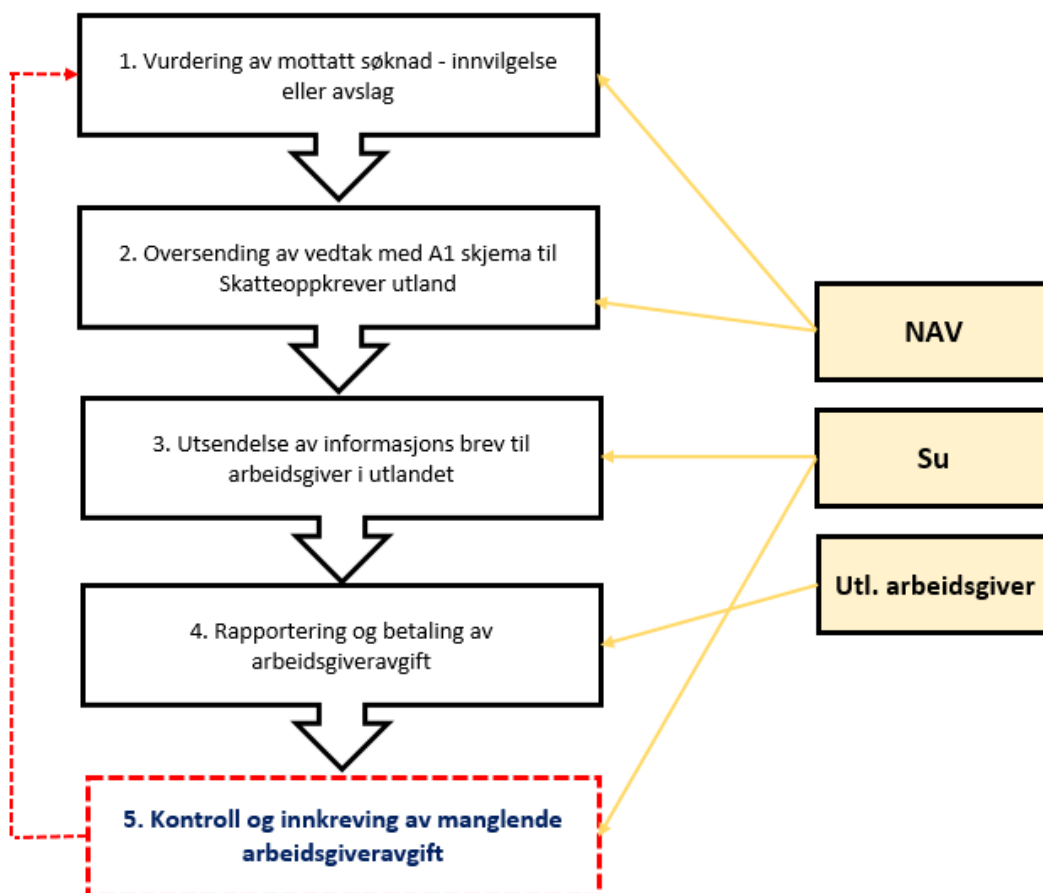 1. Vurdering av mottatt søknad - innvilgelse
eller avslag
2. Oversending av vedtak med A1 skjema til
Skatteoppkrever utland
NAV
3. Utsendelse av informasjons brev til
arbeidsgiver i utlandet
Su
Utl. arbeidsgiver
4. Rapportering og betaling av
arbeidsgiveravgift
5. Kontroll og innkreving av manglende
arbeidsgiveravgift